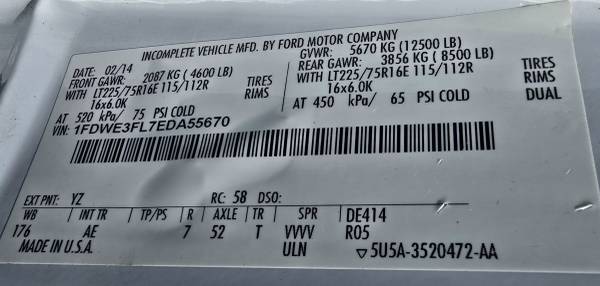 INCOMPLETE VEHICLE MFD. BY FORD MOTOR COMPANY
DATE: 02/14 GVWR: 5670 KG (12500 LB)
FRONT GAWR: 2087 KG (4600 LB) REAR GAWR: 3856 KG (8500 LB)
WITH LT225/75R16E 115/112R TIRES WITH LT225/75R16E 115/112R TIRES
16x6.0K RIMS 16x6.0K RIMS
AT 520 kPa/ 75 PSI COLD AT 450 kPa/ 65 PSI COLD DUAL
VIN: 1FDWE3FL7EDA55670
EXT PNT: YZ RC: 58 DSO:
WB INT TR TP/PS R AXLE TR SPR DE414
176 AE 7 52 T VVVV R05
MADE IN U.S.A. ULN ▽5U5A-3520472-AA